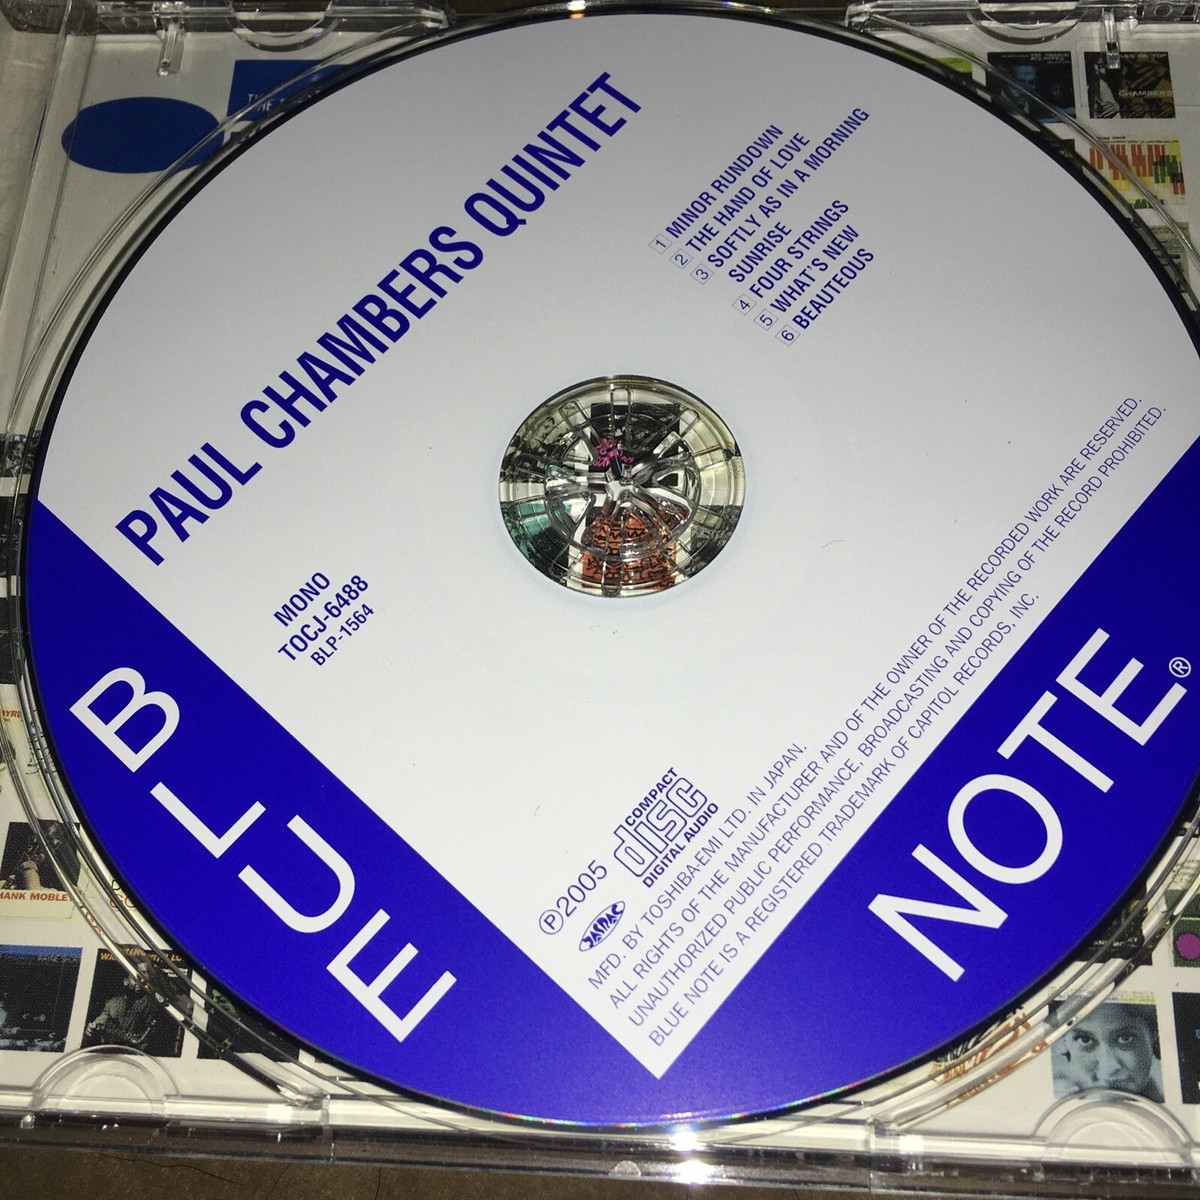 PAUL CHAMBERS QUINTET
1 MINOR RUNDOWN
2 THE HAND OF LOVE
3 SOFTLY AS IN A MORNING
SUNRISE
4 FOUR STRINGS
5 WHAT'S NEW
6 BEAUTEOUS
MONO
TOCJ-6488
BLP-1564
COMPACT
disc
DIGITAL AUDIO
℗2005
JASRAC
MFD. BY TOSHIBA-EMI LTD. IN JAPAN.
ALL RIGHTS OF THE MANUFACTURER AND OF THE OWNER OF THE RECORDED WORK ARE RESERVED.
UNAUTHORIZED PUBLIC PERFORMANCE, BROADCASTING AND COPYING OF THE RECORD PROHIBITED.
BLUE NOTE IS A REGISTERED TRADEMARK OF CAPITOL RECORDS, INC.
BLUE
NOTE®
CHAMBERS
HANK MOBLE